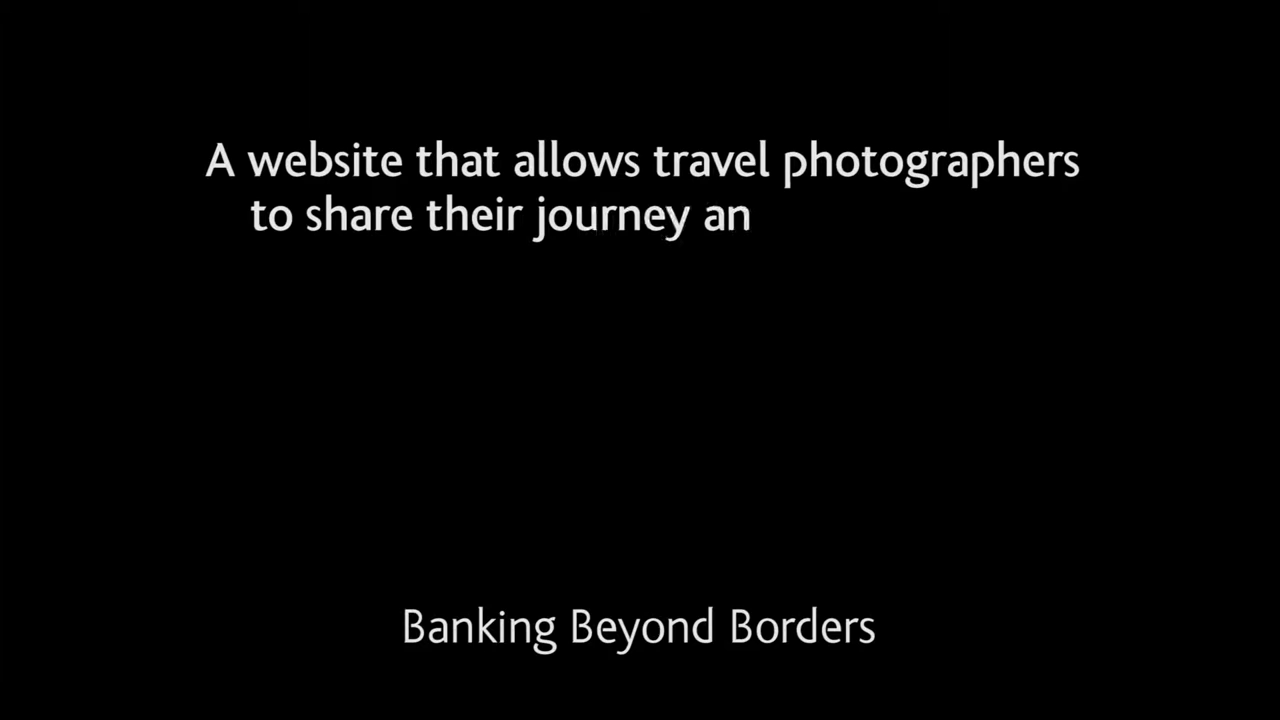 A website that allows travel photographers
to share their journey an
Banking Beyond Borders